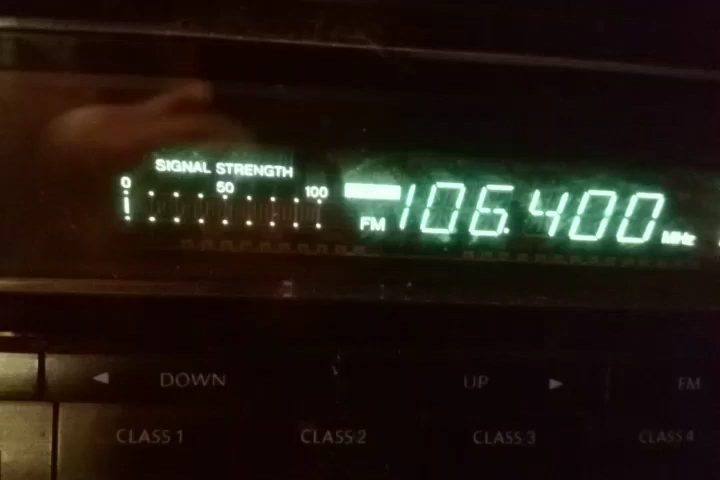 SIGNAL STRENGTH
0 50 100
FM 106.400 MHz
DOWN UP FM
CLASS 1 CLASS 2 CLASS 3 CLASS 4